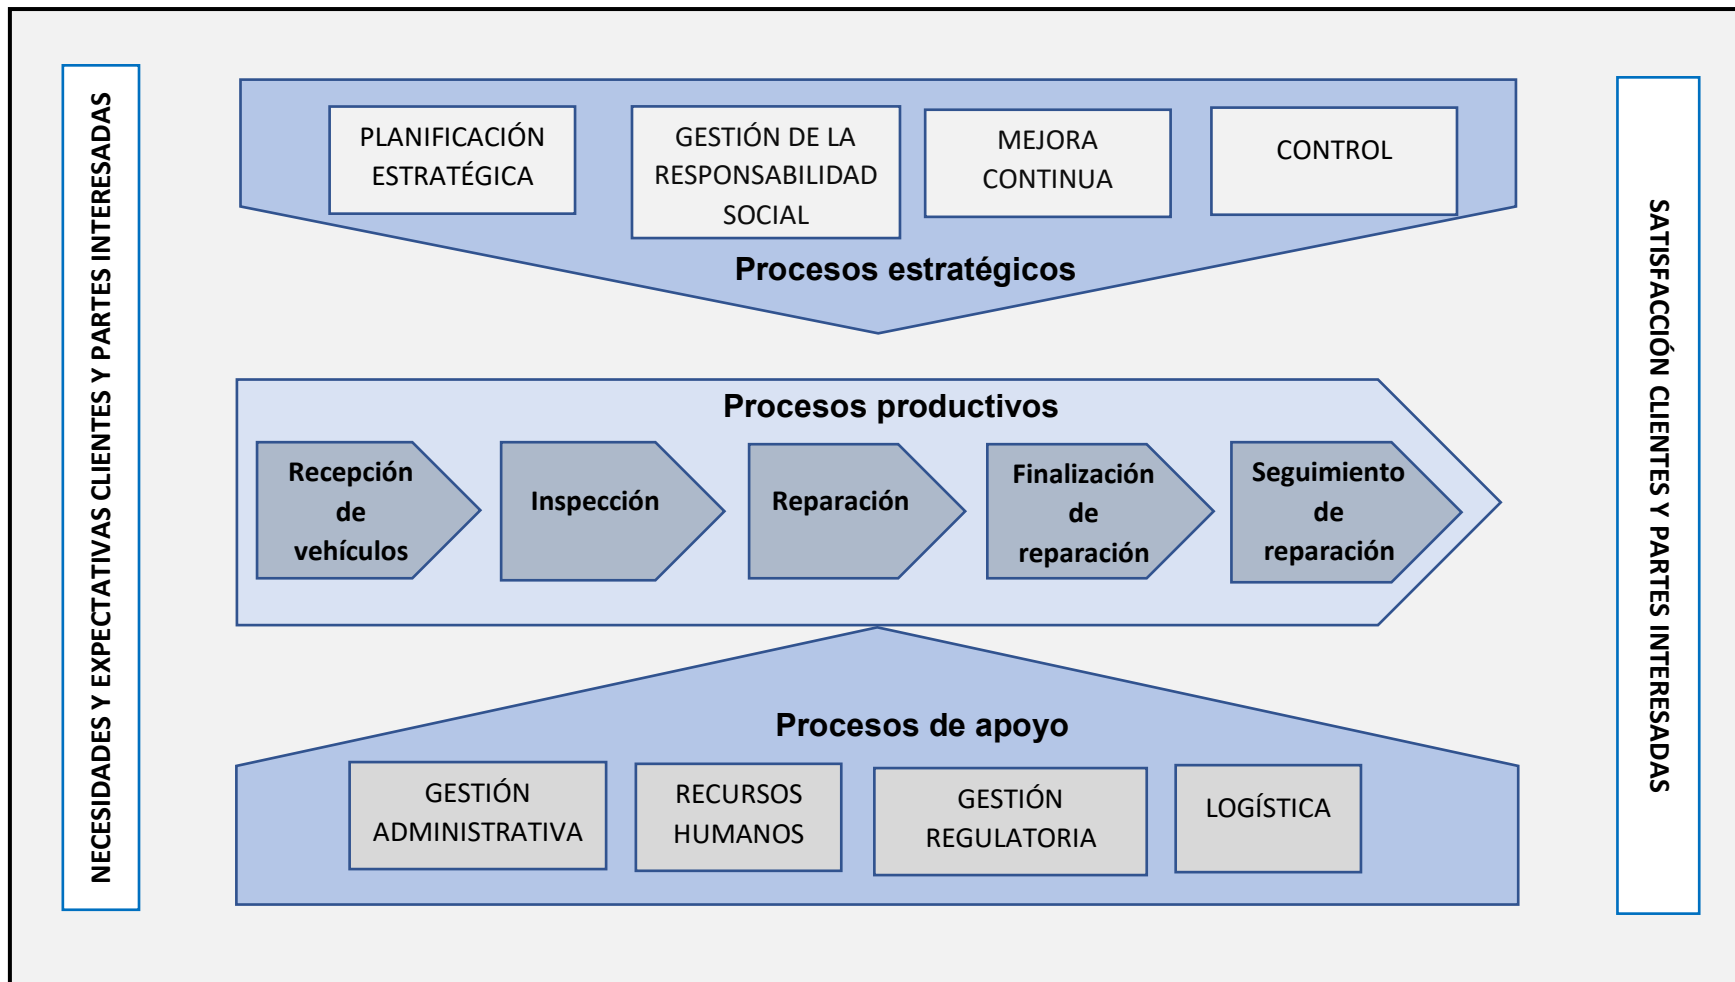 NECESIDADES Y EXPECTATIVAS CLIENTES Y PARTES INTERESADAS
PLANIFICACIÓN
ESTRATÉGICA
GESTIÓN DE LA
RESPONSABILIDAD
SOCIAL
MEJORA
CONTINUA
CONTROL
Procesos estratégicos
Procesos productivos
Recepción
de
vehículos
Inspección
Reparación
Finalización
de
reparación
Seguimiento
de
reparación
Procesos de apoyo
GESTIÓN
ADMINISTRATIVA
RECURSOS
HUMANOS
GESTIÓN
REGULATORIA
LOGÍSTICA
SATISFACCIÓN CLIENTES Y PARTES INTERESADAS